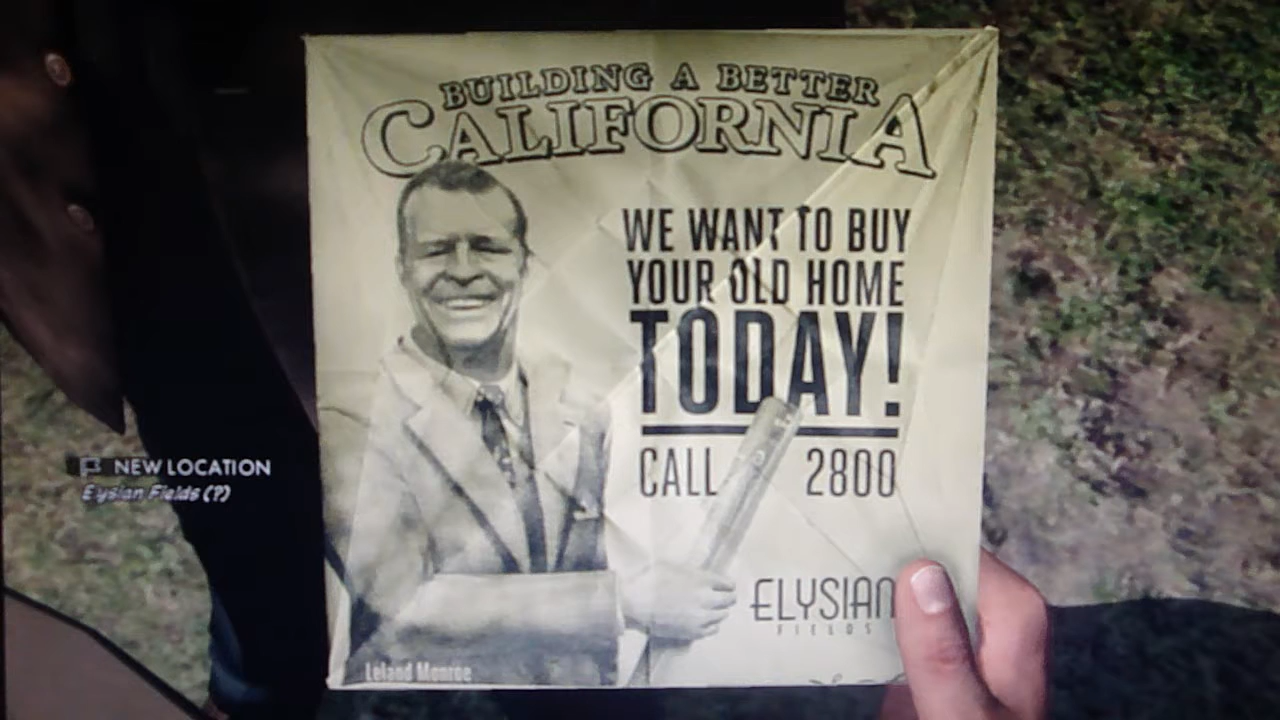 BUILDING A BETTER
CALIFORNIA
WE WANT TO BUY
YOUR OLD HOME
TODAY!
CALL 2800
NEW LOCATION
Elysian Fields (?)
ELYSIAN
FIELDS
Leland Monroe